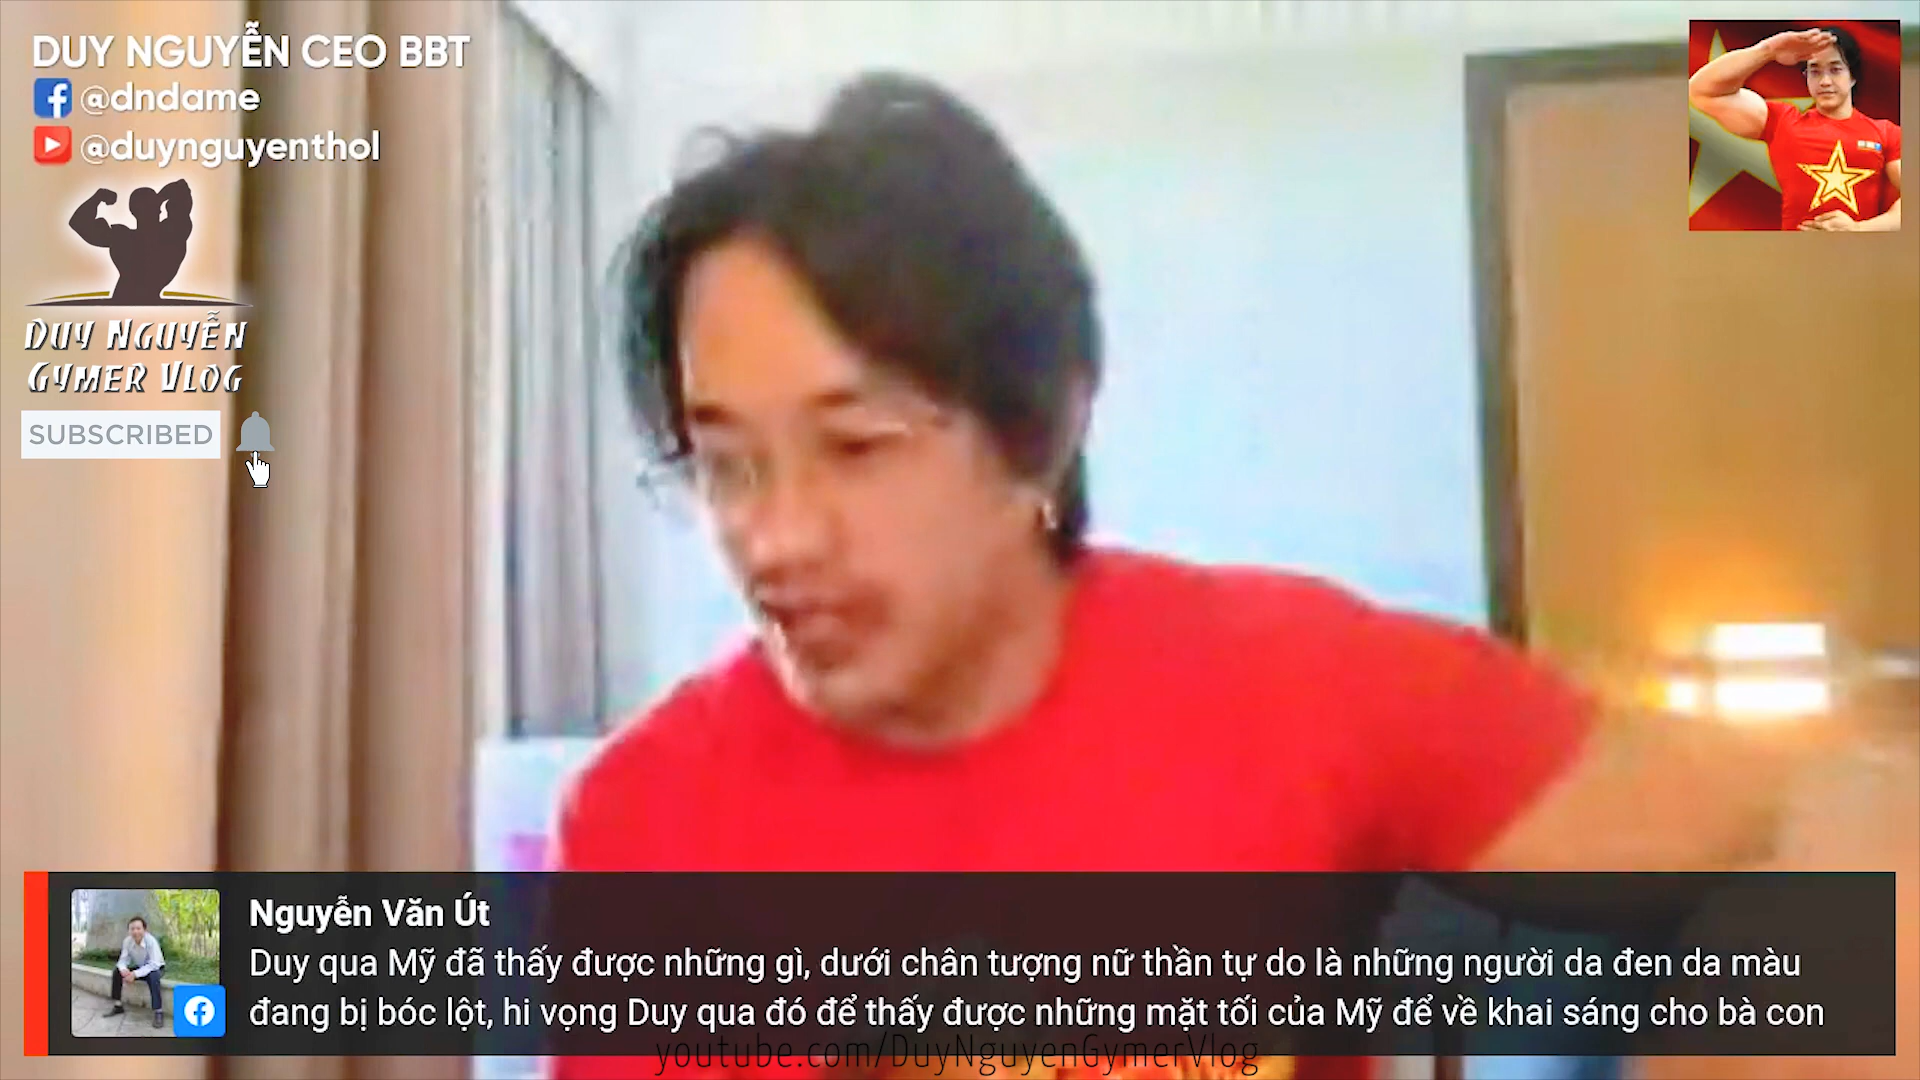 DUY NGUYỄN CEO BBT
@dndame
@duynguyenthol
DUY NGUYỄN
GYMER VLOG
SUBSCRIBED
Nguyễn Văn Út
Duy qua Mỹ đã thấy được những gì, dưới chân tượng nữ thần tự do là những người da đen da màu
đang bị bóc lột, hi vọng Duy qua đó để thấy được những mặt tối của Mỹ để về khai sáng cho bà con
youtube.com/DuyNguyenGymerVlog